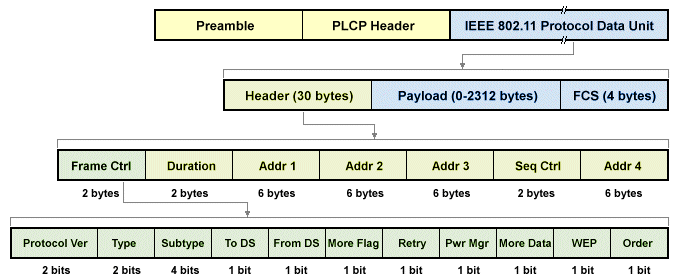 Preamble PLCP Header IEEE 802.11 Protocol Data Unit
Header (30 bytes) Payload (0-2312 bytes) FCS (4 bytes)
Frame Ctrl Duration Addr 1 Addr 2 Addr 3 Seq Ctrl Addr 4
2 bytes 2 bytes 6 bytes 6 bytes 6 bytes 2 bytes 6 bytes
Protocol Ver Type Subtype To DS From DS More Flag Retry Pwr Mgr More Data WEP Order
2 bits 2 bits 4 bits 1 bit 1 bit 1 bit 1 bit 1 bit 1 bit 1 bit 1 bit